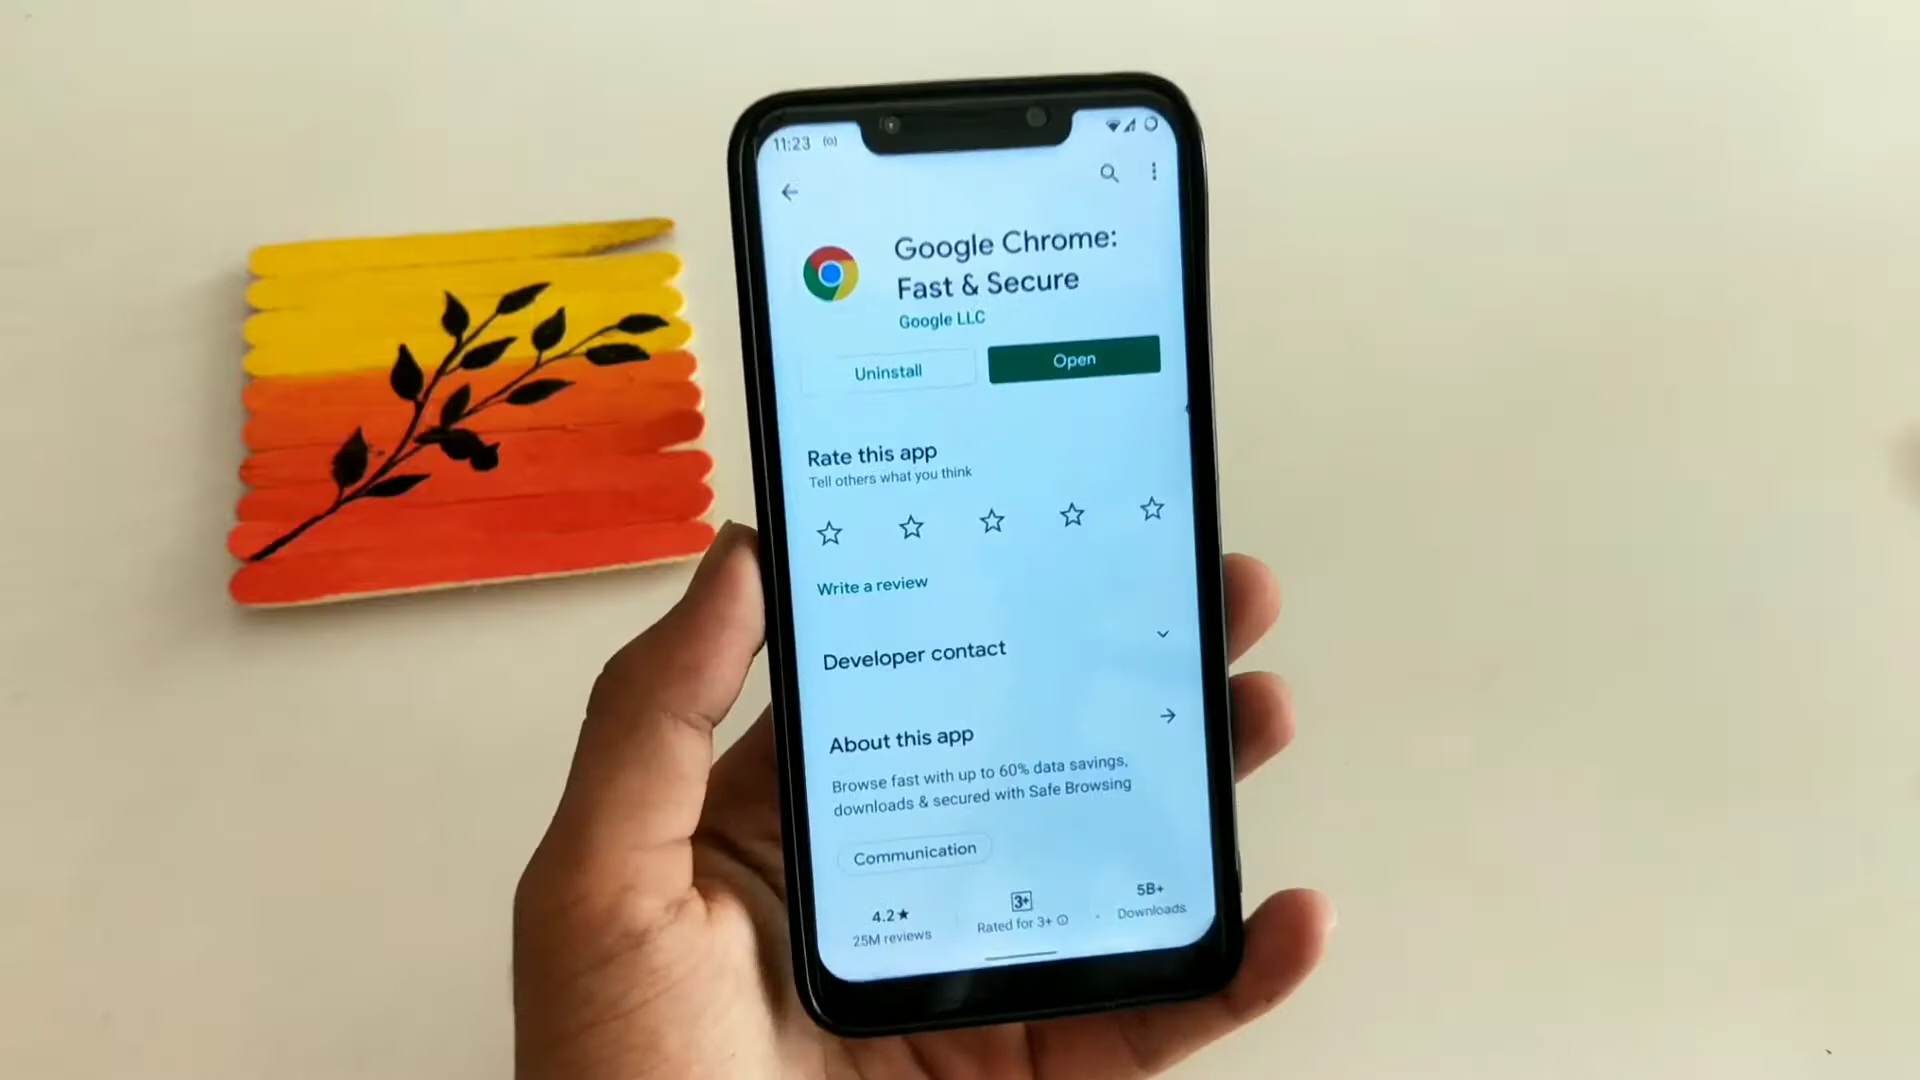 11:23
Google Chrome:
Fast & Secure
Google LLC
Uninstall
Open
Rate this app
Tell others what you think
Write a review
Developer contact
About this app
Browse fast with up to 60% data savings,
downloads & secured with Safe Browsing
Communication
4.2★
3+
5B+
25M reviews
Rated for 3+
Downloads